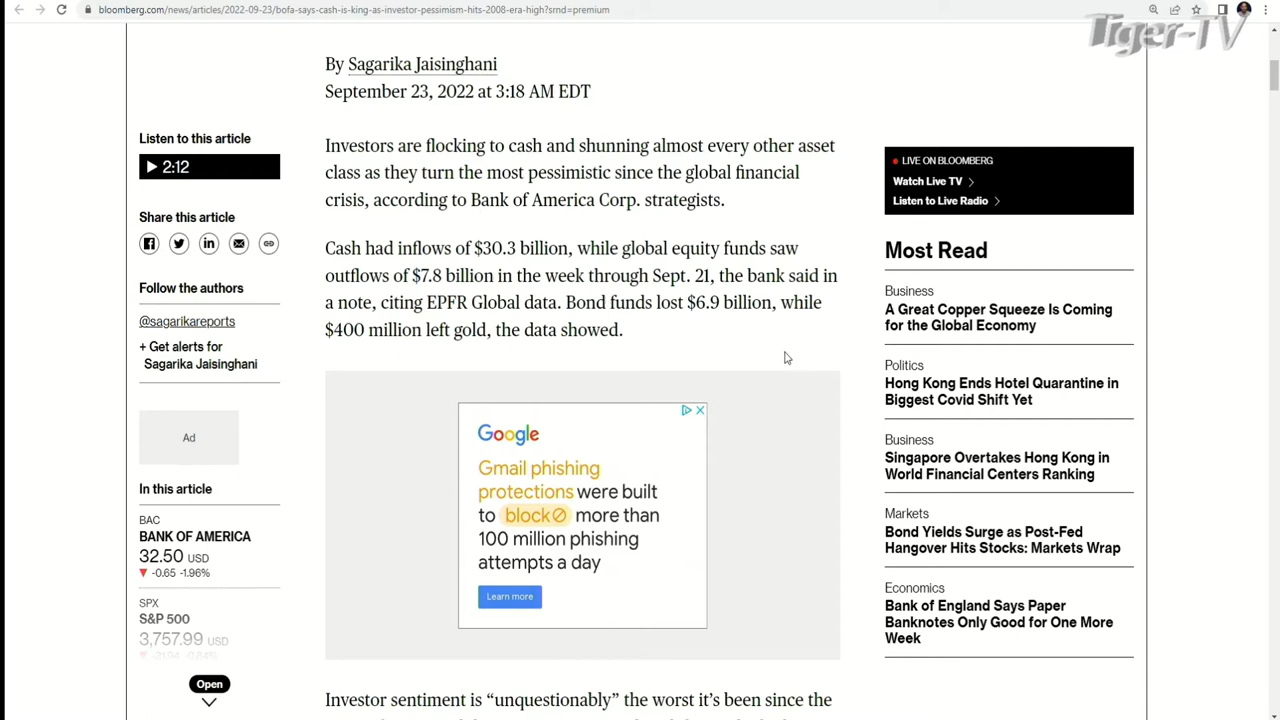 bloomberg.com/news/articles/2022-09-23/bofa-says-cash-is-king-as-investor-pessimism-hits-2008-era-high?srnd=premium
Tiger-TV
By Sagarika Jaisinghani
September 23, 2022 at 3:18 AM EDT
Listen to this article
2:12
Share this article
Follow the authors
@sagarikareports
+ Get alerts for
Sagarika Jaisinghani
Ad
In this article
BAC
BANK OF AMERICA
32.50 USD
▼ -0.65 -1.96%
SPX
S&P 500
3,757.99 USD
▼ -21.94 -0.64%
Open
Investors are flocking to cash and shunning almost every other asset
class as they turn the most pessimistic since the global financial
crisis, according to Bank of America Corp. strategists.
Cash had inflows of $30.3 billion, while global equity funds saw
outflows of $7.8 billion in the week through Sept. 21, the bank said in
a note, citing EPFR Global data. Bond funds lost $6.9 billion, while
$400 million left gold, the data showed.
Google
Gmail phishing
protections were built
to block more than
100 million phishing
attempts a day
Learn more
Investor sentiment is “unquestionably” the worst it’s been since the
LIVE ON BLOOMBERG
Watch Live TV
Listen to Live Radio
Most Read
Business
A Great Copper Squeeze Is Coming
for the Global Economy
Politics
Hong Kong Ends Hotel Quarantine in
Biggest Covid Shift Yet
Business
Singapore Overtakes Hong Kong in
World Financial Centers Ranking
Markets
Bond Yields Surge as Post-Fed
Hangover Hits Stocks: Markets Wrap
Economics
Bank of England Says Paper
Banknotes Only Good for One More
Week